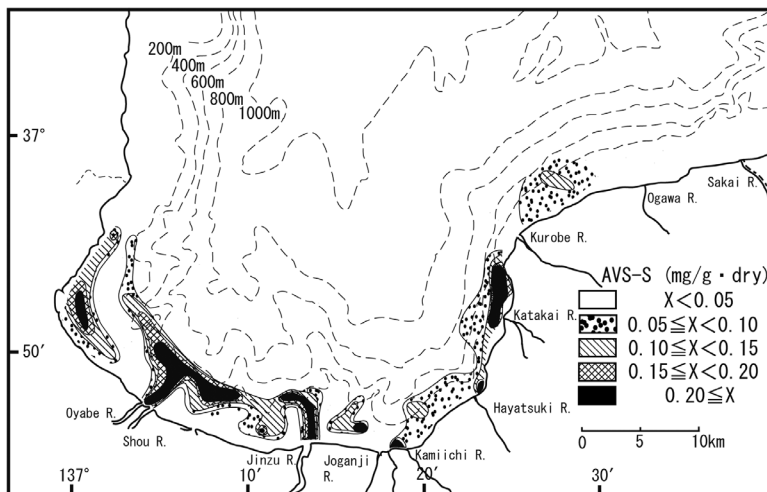 200m
400m
600m
800m
1000m
37°
Sakai R.
Ogawa R.
Kurobe R.
AVS-S (mg/g・dry)
X<0.05
0.05≦X<0.10
0.10≦X<0.15
0.15≦X<0.20
0.20≦X
Katakai R.
50′
Hayatsuki R.
Oyabe R.
Shou R.
0 5 10km
Jinzu R.
Joganji
R.
Kamiichi R.
137° 10′ 20′ 30′